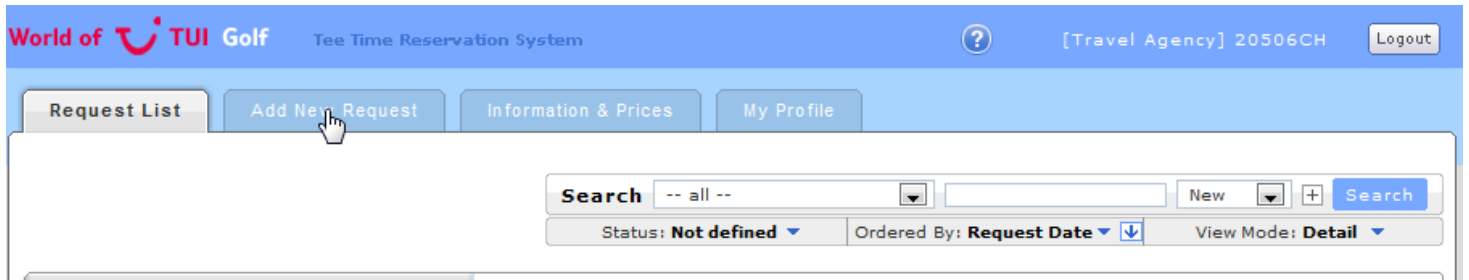 World of TUI Golf Tee Time Reservation System ? [Travel Agency] 20506CH Logout
Request List Add New Request Information & Prices My Profile
Search -- all -- New + Search
Status: Not defined Ordered By: Request Date View Mode: Detail